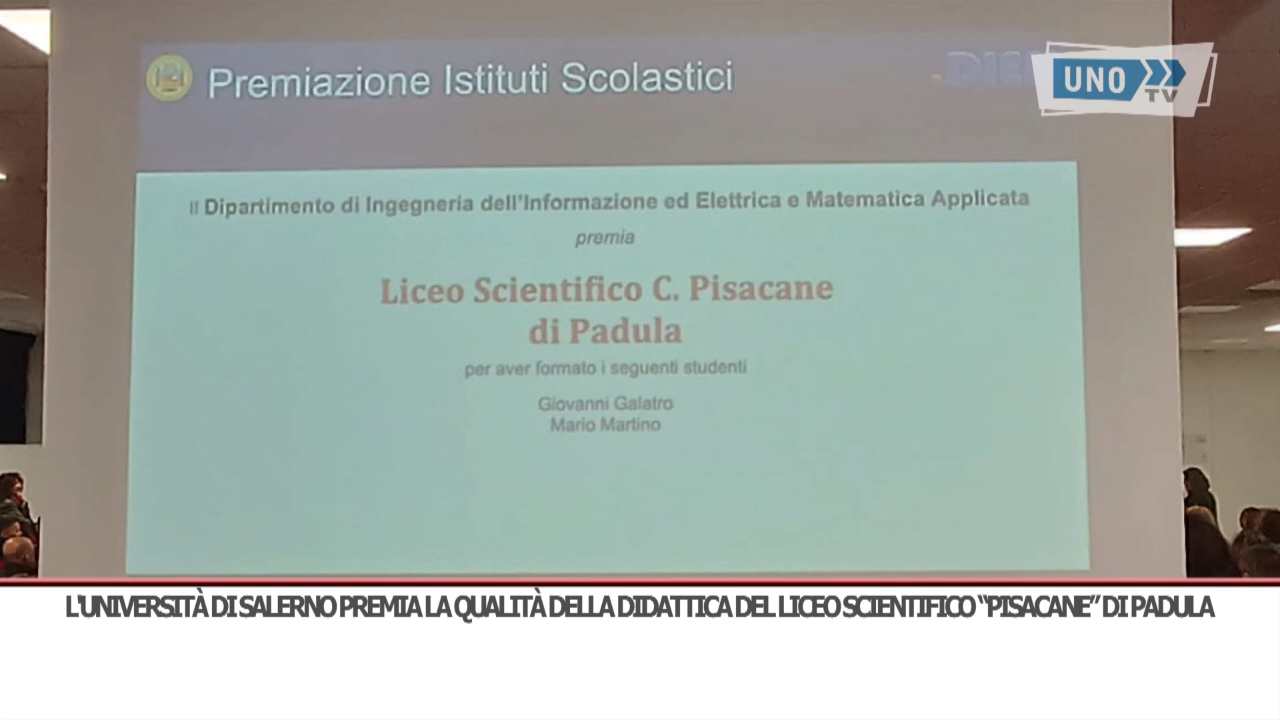 Premiazione Istituti Scolastici
UNO
TV
Il Dipartimento di Ingegneria dell'Informazione ed Elettrica e Matematica Applicata
premia
Liceo Scientifico C. Pisacane
di Padula
per aver formato i seguenti studenti
Giovanni Galatro
Mario Martino
L'UNIVERSITÀ DI SALERNO PREMIA LA QUALITÀ DELLA DIDATTICA DEL LICEO SCIENTIFICO “PISACANE” DI PADULA